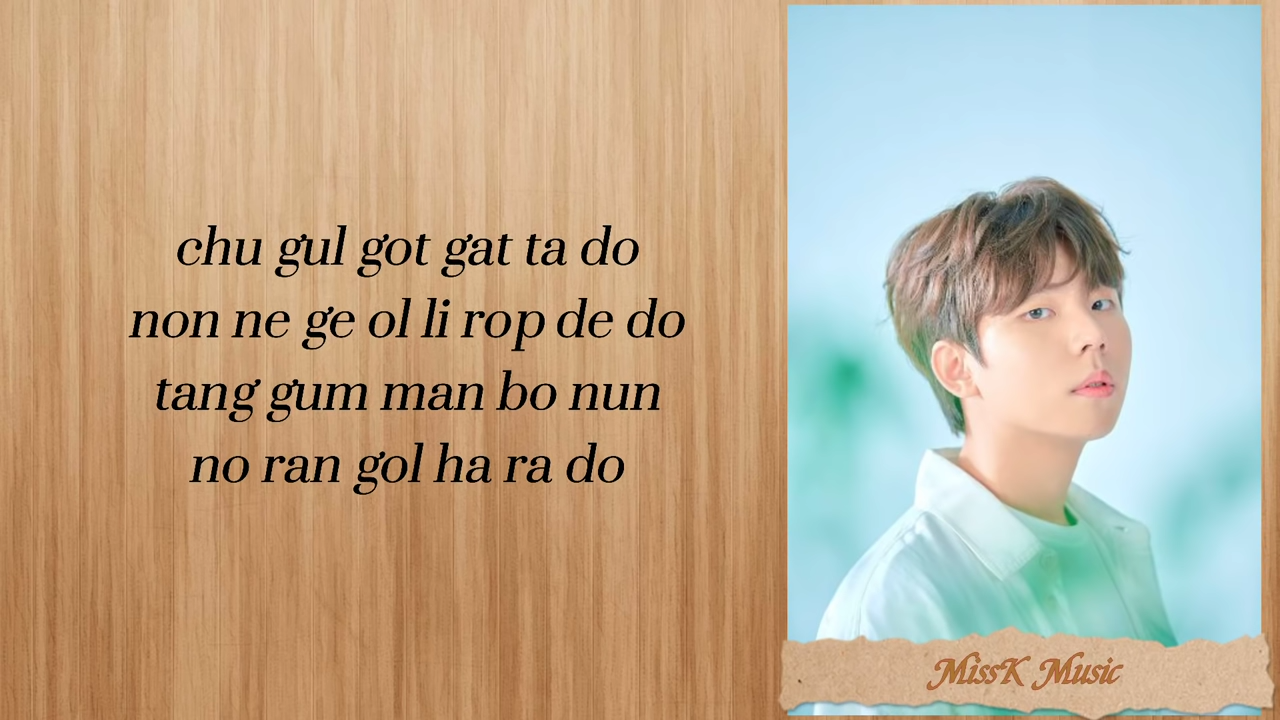 chu gul got gat ta do
non ne ge ol li rop de do
tang gum man bo nun
no ran gol ha ra do
MissK Music